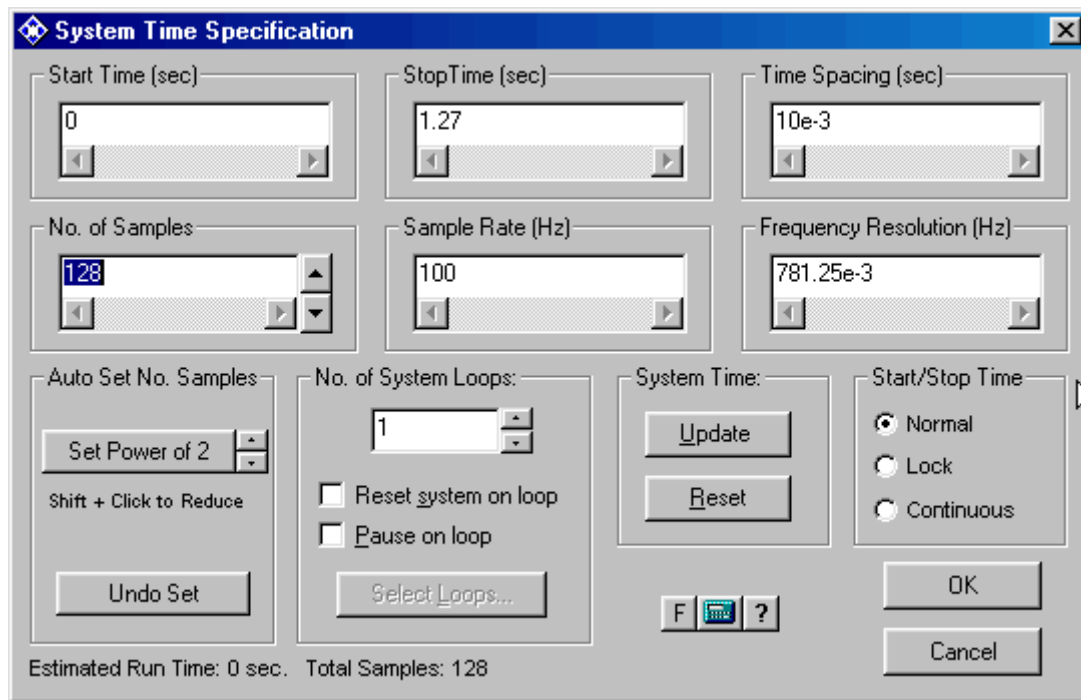 System Time Specification
Start Time (sec)
StopTime (sec)
Time Spacing (sec)
0
1.27
10e-3
No. of Samples
Sample Rate (Hz)
Frequency Resolution (Hz)
128
100
781.25e-3
Auto Set No. Samples
No. of System Loops:
System Time:
Start/Stop Time
Set Power of 2
Shift + Click to Reduce
Undo Set
1
Reset system on loop
Pause on loop
Select Loops...
Update
Reset
Normal
Lock
Continuous
F
?
OK
Cancel
Estimated Run Time: 0 sec. Total Samples: 128